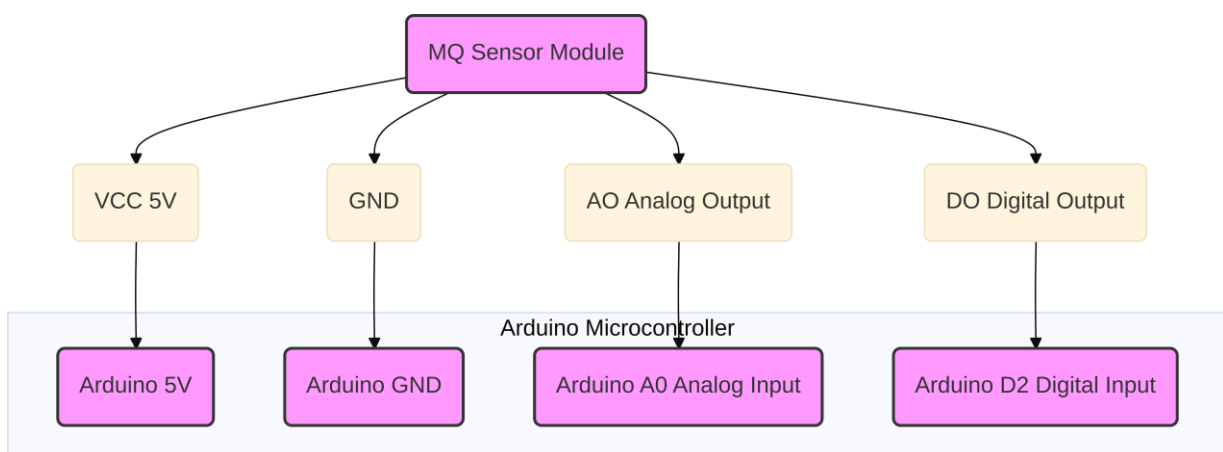 MQ Sensor Module
VCC 5V
GND
AO Analog Output
DO Digital Output
Arduino Microcontroller
Arduino 5V
Arduino GND
Arduino A0 Analog Input
Arduino D2 Digital Input